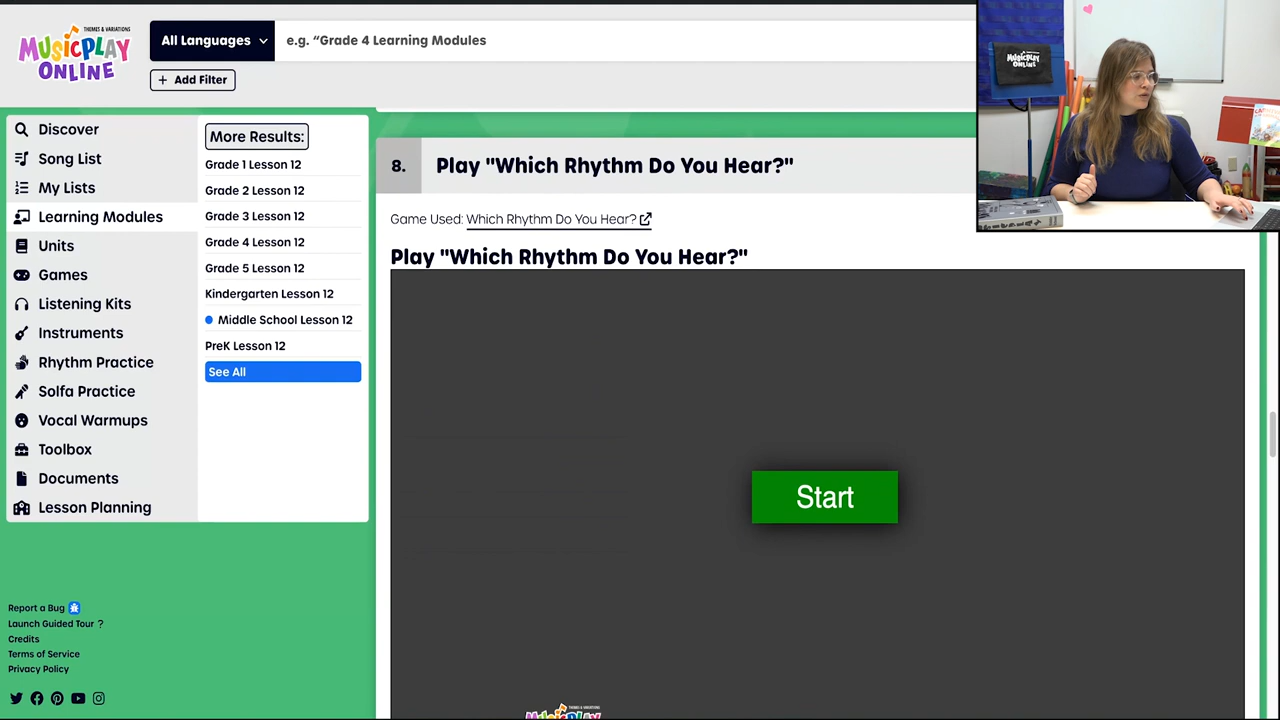 THEMES & VARIATIONS
MUSICPLAY
ONLINE
All Languages
e.g. “Grade 4 Learning Modules
+ Add Filter
MUSICPLAY
ONLINE
Discover
Song List
My Lists
Learning Modules
Units
Games
Listening Kits
Instruments
Rhythm Practice
Solfa Practice
Vocal Warmups
Toolbox
Documents
Lesson Planning
More Results:
Grade 1 Lesson 12
Grade 2 Lesson 12
Grade 3 Lesson 12
Grade 4 Lesson 12
Grade 5 Lesson 12
Kindergarten Lesson 12
Middle School Lesson 12
PreK Lesson 12
See All
8. Play "Which Rhythm Do You Hear?"
Game Used: Which Rhythm Do You Hear?
Play "Which Rhythm Do You Hear?"
Start
Report a Bug
Launch Guided Tour ?
Credits
Terms of Service
Privacy Policy